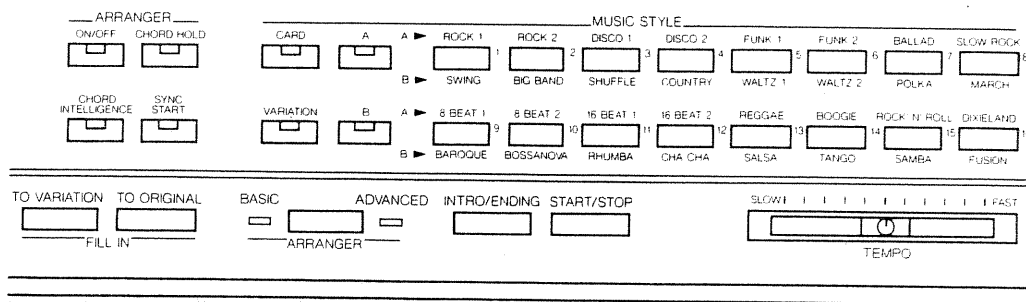 ARRANGER MUSIC STYLE
ON/OFF CHORD HOLD CARD A A ► ROCK 1 ROCK 2 DISCO 1 DISCO 2 FUNK 1 FUNK 2 BALLAD SLOW ROCK
1 2 3 4 5 6 7 8
B ► SWING BIG BAND SHUFFLE COUNTRY WALTZ 1 WALTZ 2 POLKA MARCH
CHORD INTELLIGENCE SYNC START VARIATION B A ► 8 BEAT 1 8 BEAT 2 16 BEAT 1 16 BEAT 2 REGGAE BOOGIE ROCK' N' ROLL DIXIELAND
9 10 11 12 13 14 15
B ► BAROQUE BOSSANOVA RHUMBA CHA CHA SALSA TANGO SAMBA FUSION
TO VARIATION TO ORIGINAL BASIC ADVANCED INTRO/ENDING START/STOP SLOW FAST
FILL IN ARRANGER TEMPO